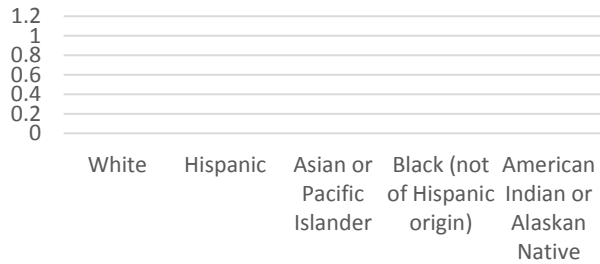 1.2
1
0.8
0.6
0.4
0.2
0
White
Hispanic
Asian or
Pacific
Islander
Black (not
of Hispanic
origin)
American
Indian or
Alaskan
Native